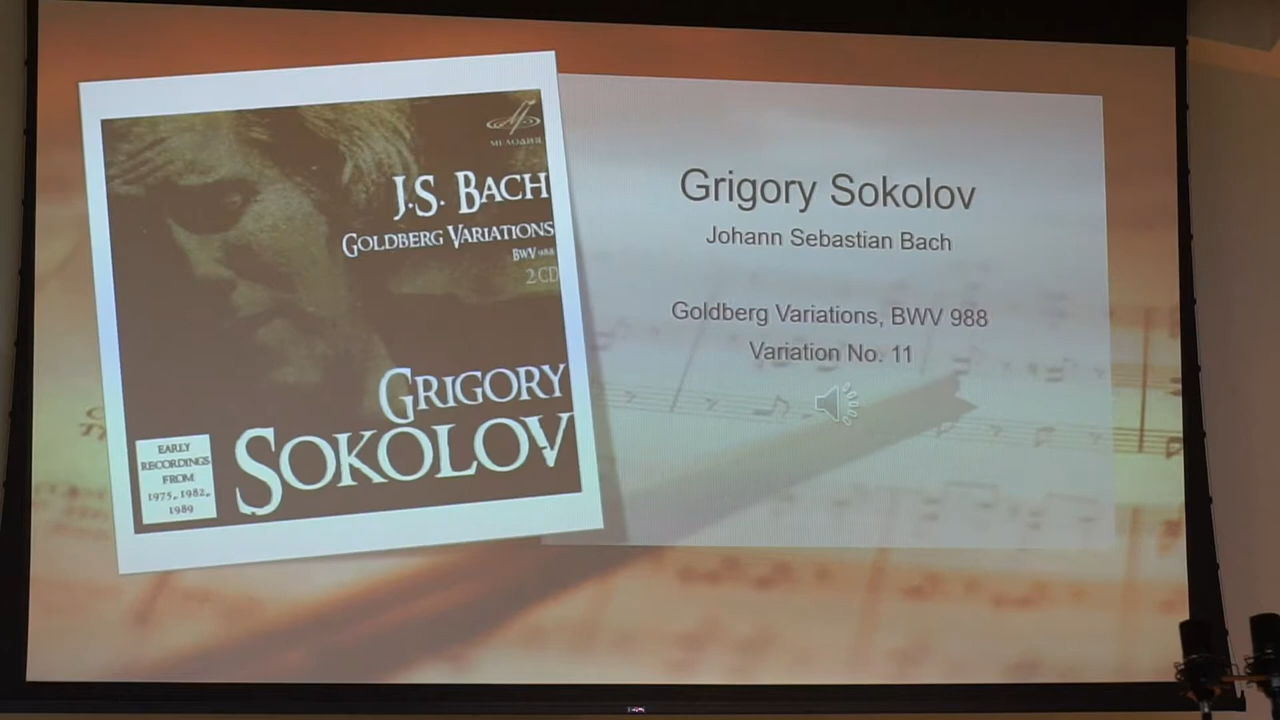 МЕЛОДИЯ
J.S. BACH
GOLDBERG VARIATIONS
BWV 988
2 CD
GRIGORY
SOKOLOV
EARLY
RECORDINGS
FROM
1975, 1982,
1989
Grigory Sokolov
Johann Sebastian Bach
Goldberg Variations, BWV 988
Variation No. 11